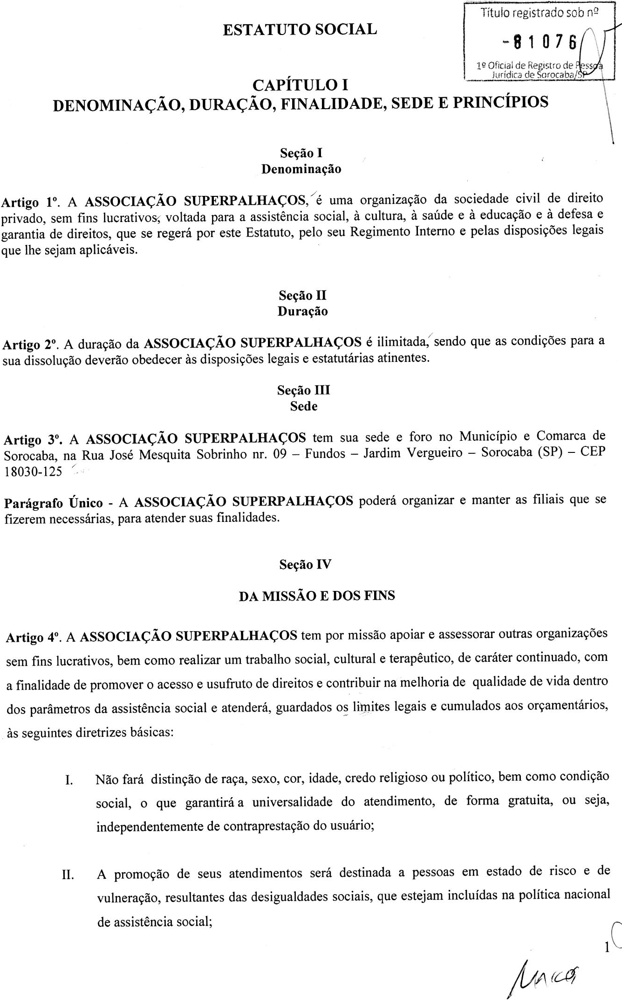 Título registrado sob nº
-81076
1º Oficial de Registro de Pessoa
Jurídica de Sorocaba/SP
ESTATUTO SOCIAL
CAPÍTULO I
DENOMINAÇÃO, DURAÇÃO, FINALIDADE, SEDE E PRINCÍPIOS
Seção I
Denominação
Artigo 1º. A ASSOCIAÇÃO SUPERPALHAÇOS, é uma organização da sociedade civil de direito
privado, sem fins lucrativos, voltada para a assistência social, à cultura, à saúde e à educação e à defesa e
garantia de direitos, que se regerá por este Estatuto, pelo seu Regimento Interno e pelas disposições legais
que lhe sejam aplicáveis.
Seção II
Duração
Artigo 2º. A duração da ASSOCIAÇÃO SUPERPALHAÇOS é ilimitada, sendo que as condições para a
sua dissolução deverão obedecer às disposições legais e estatutárias atinentes.
Seção III
Sede
Artigo 3º. A ASSOCIAÇÃO SUPERPALHAÇOS tem sua sede e foro no Município e Comarca de
Sorocaba, na Rua José Mesquita Sobrinho nr. 09 – Fundos – Jardim Vergueiro – Sorocaba (SP) – CEP
18030-125
Parágrafo Único - A ASSOCIAÇÃO SUPERPALHAÇOS poderá organizar e manter as filiais que se
fizerem necessárias, para atender suas finalidades.
Seção IV
DA MISSÃO E DOS FINS
Artigo 4º. A ASSOCIAÇÃO SUPERPALHAÇOS tem por missão apoiar e assessorar outras organizações
sem fins lucrativos, bem como realizar um trabalho social, cultural e terapêutico, de caráter continuado, com
a finalidade de promover o acesso e usufruto de direitos e contribuir na melhoria de qualidade de vida dentro
dos parâmetros da assistência social e atenderá, guardados os limites legais e cumulados aos orçamentários,
às seguintes diretrizes básicas:
I. Não fará distinção de raça, sexo, cor, idade, credo religioso ou político, bem como condição
social, o que garantirá a universalidade do atendimento, de forma gratuita, ou seja,
independentemente de contraprestação do usuário;
II. A promoção de seus atendimentos será destinada a pessoas em estado de risco e de
vulneração, resultantes das desigualdades sociais, que estejam incluídas na política nacional
de assistência social;
1